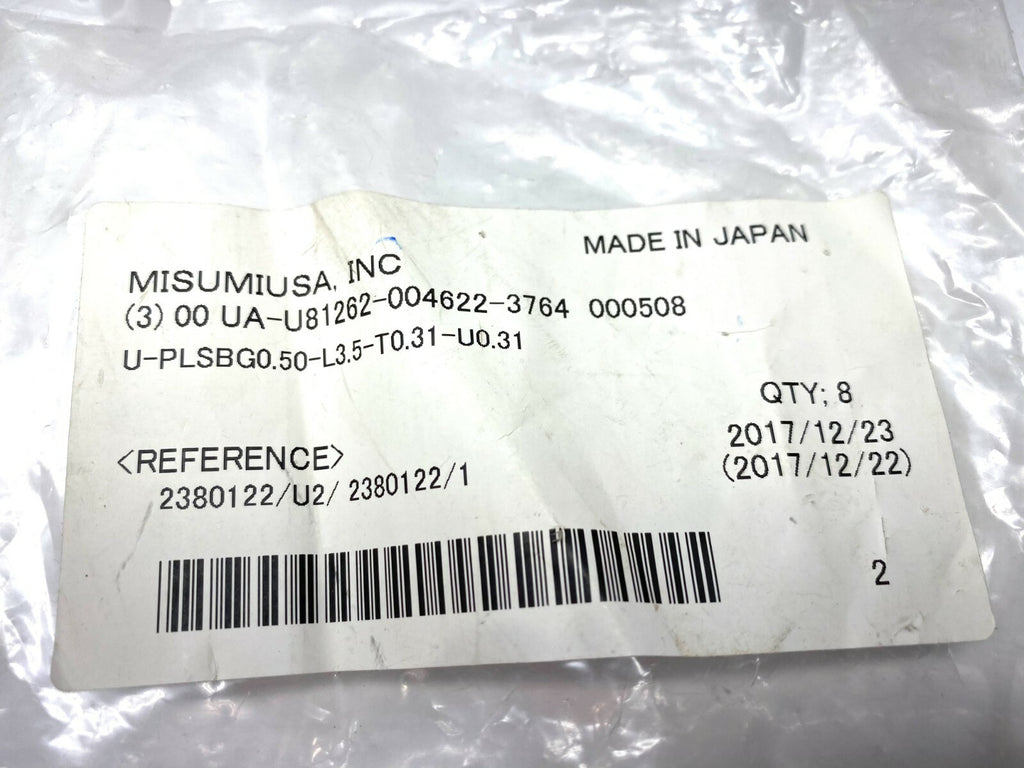 MADE IN JAPAN
MISUMIUSA, INC
(3) 00 UA-U81262-004622-3764 000508
U-PLSBG0.50-L3.5-T0.31-U0.31
QTY; 8
2017/12/23
(2017/12/22)
<REFERENCE>
2380122/U2/ 2380122/1
2